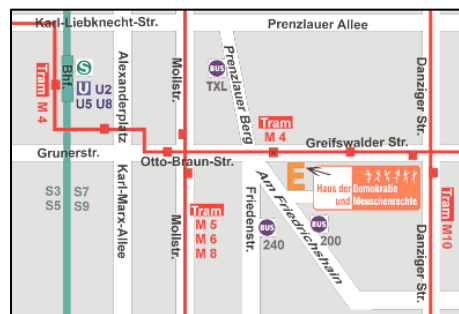 Karl-Liebknecht-Str.
Prenzlauer Allee
Tram M 4
Bhf.
S
U U2
U5 U8
Alexanderplatz
Mollstr.
BUS
TXL
Prenzlauer Berg
Danziger Str.
Tram
M 4
Greifswalder Str.
Grunerstr.
Otto-Braun-Str.
E
Haus der Demokratie
und Menschenrechte
S3 S7
S5 S9
Karl-Marx-Allee
Mollstr.
Tram
M 5
M 6
M 8
Friedenstr.
BUS
240
Am Friedrichshain
BUS
200
Danziger Str.
Tram
M10